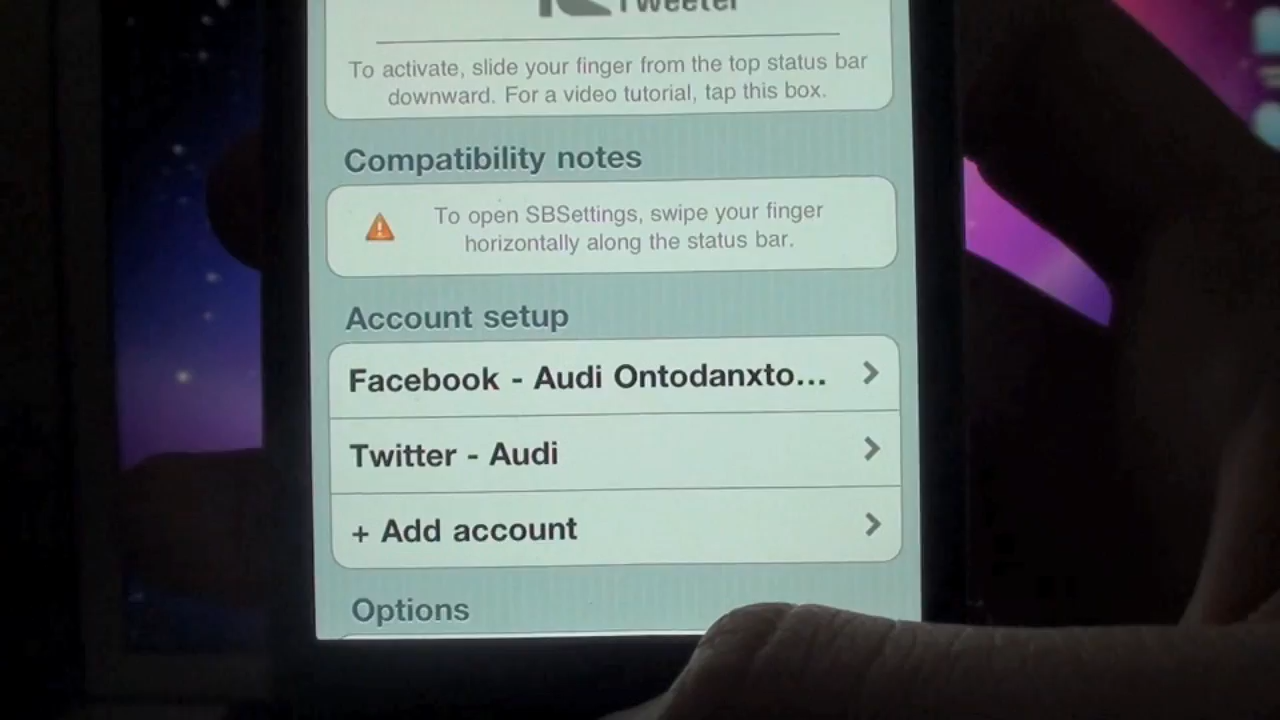 Tweeter
To activate, slide your finger from the top status bar
downward. For a video tutorial, tap this box.
Compatibility notes
To open SBSettings, swipe your finger
horizontally along the status bar.
Account setup
Facebook - Audi Ontodanxto...
Twitter - Audi
+ Add account
Options